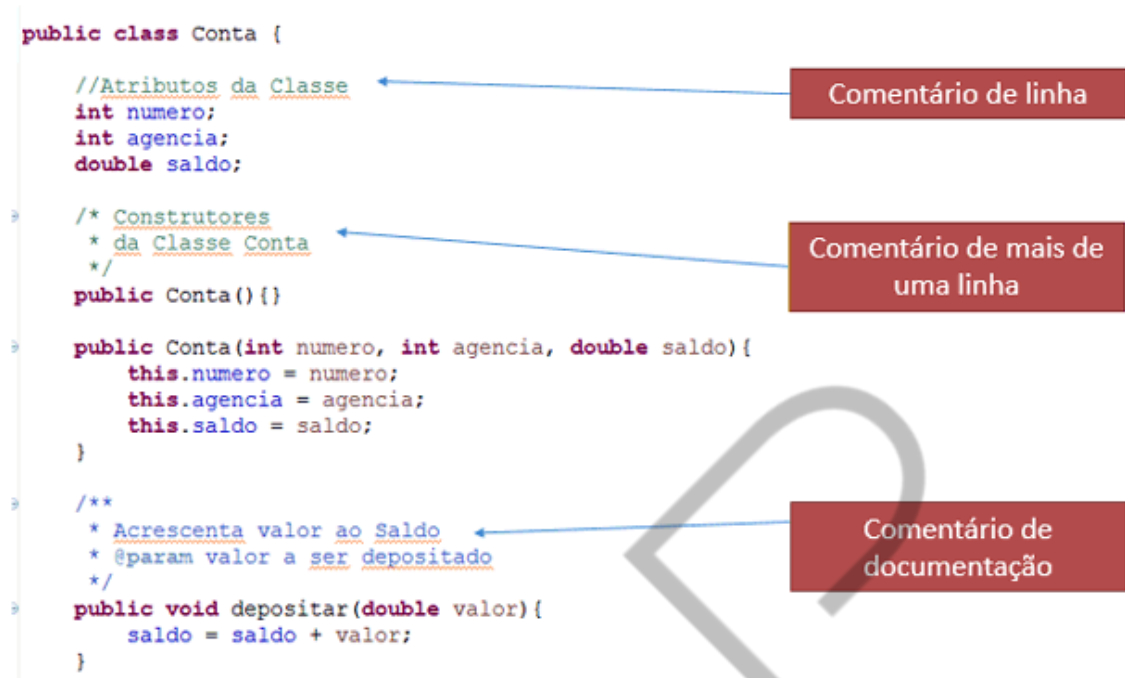 public class Conta {
//Atributos da Classe
Comentário de linha
int numero;
int agencia;
double saldo;
/* Construtores
* da Classe Conta
*/
Comentário de mais de
uma linha
public Conta(){}
public Conta(int numero, int agencia, double saldo){
this.numero = numero;
this.agencia = agencia;
this.saldo = saldo;
}
/**
* Acrescenta valor ao Saldo
* @param valor a ser depositado
*/
Comentário de
documentação
public void depositar(double valor){
saldo = saldo + valor;
}